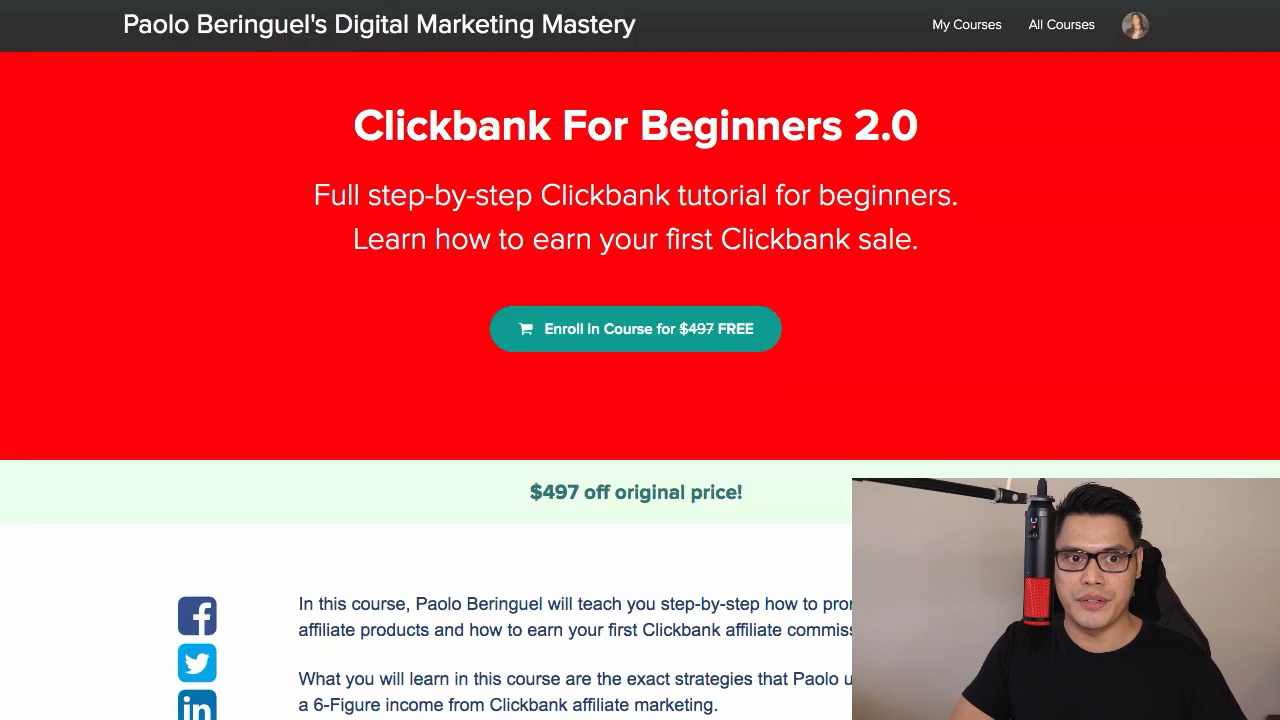 Paolo Beringuel's Digital Marketing Mastery
My Courses
All Courses
Clickbank For Beginners 2.0
Full step-by-step Clickbank tutorial for beginners.
Learn how to earn your first Clickbank sale.
Enroll in Course for $497 FREE
$497 off original price!
In this course, Paolo Beringuel will teach you step-by-step how to
affiliate products and how to earn your first Clickbank affiliate
What you will learn in this course are the exact strategies that Paolo
a 6-Figure income from Clickbank affiliate marketing.